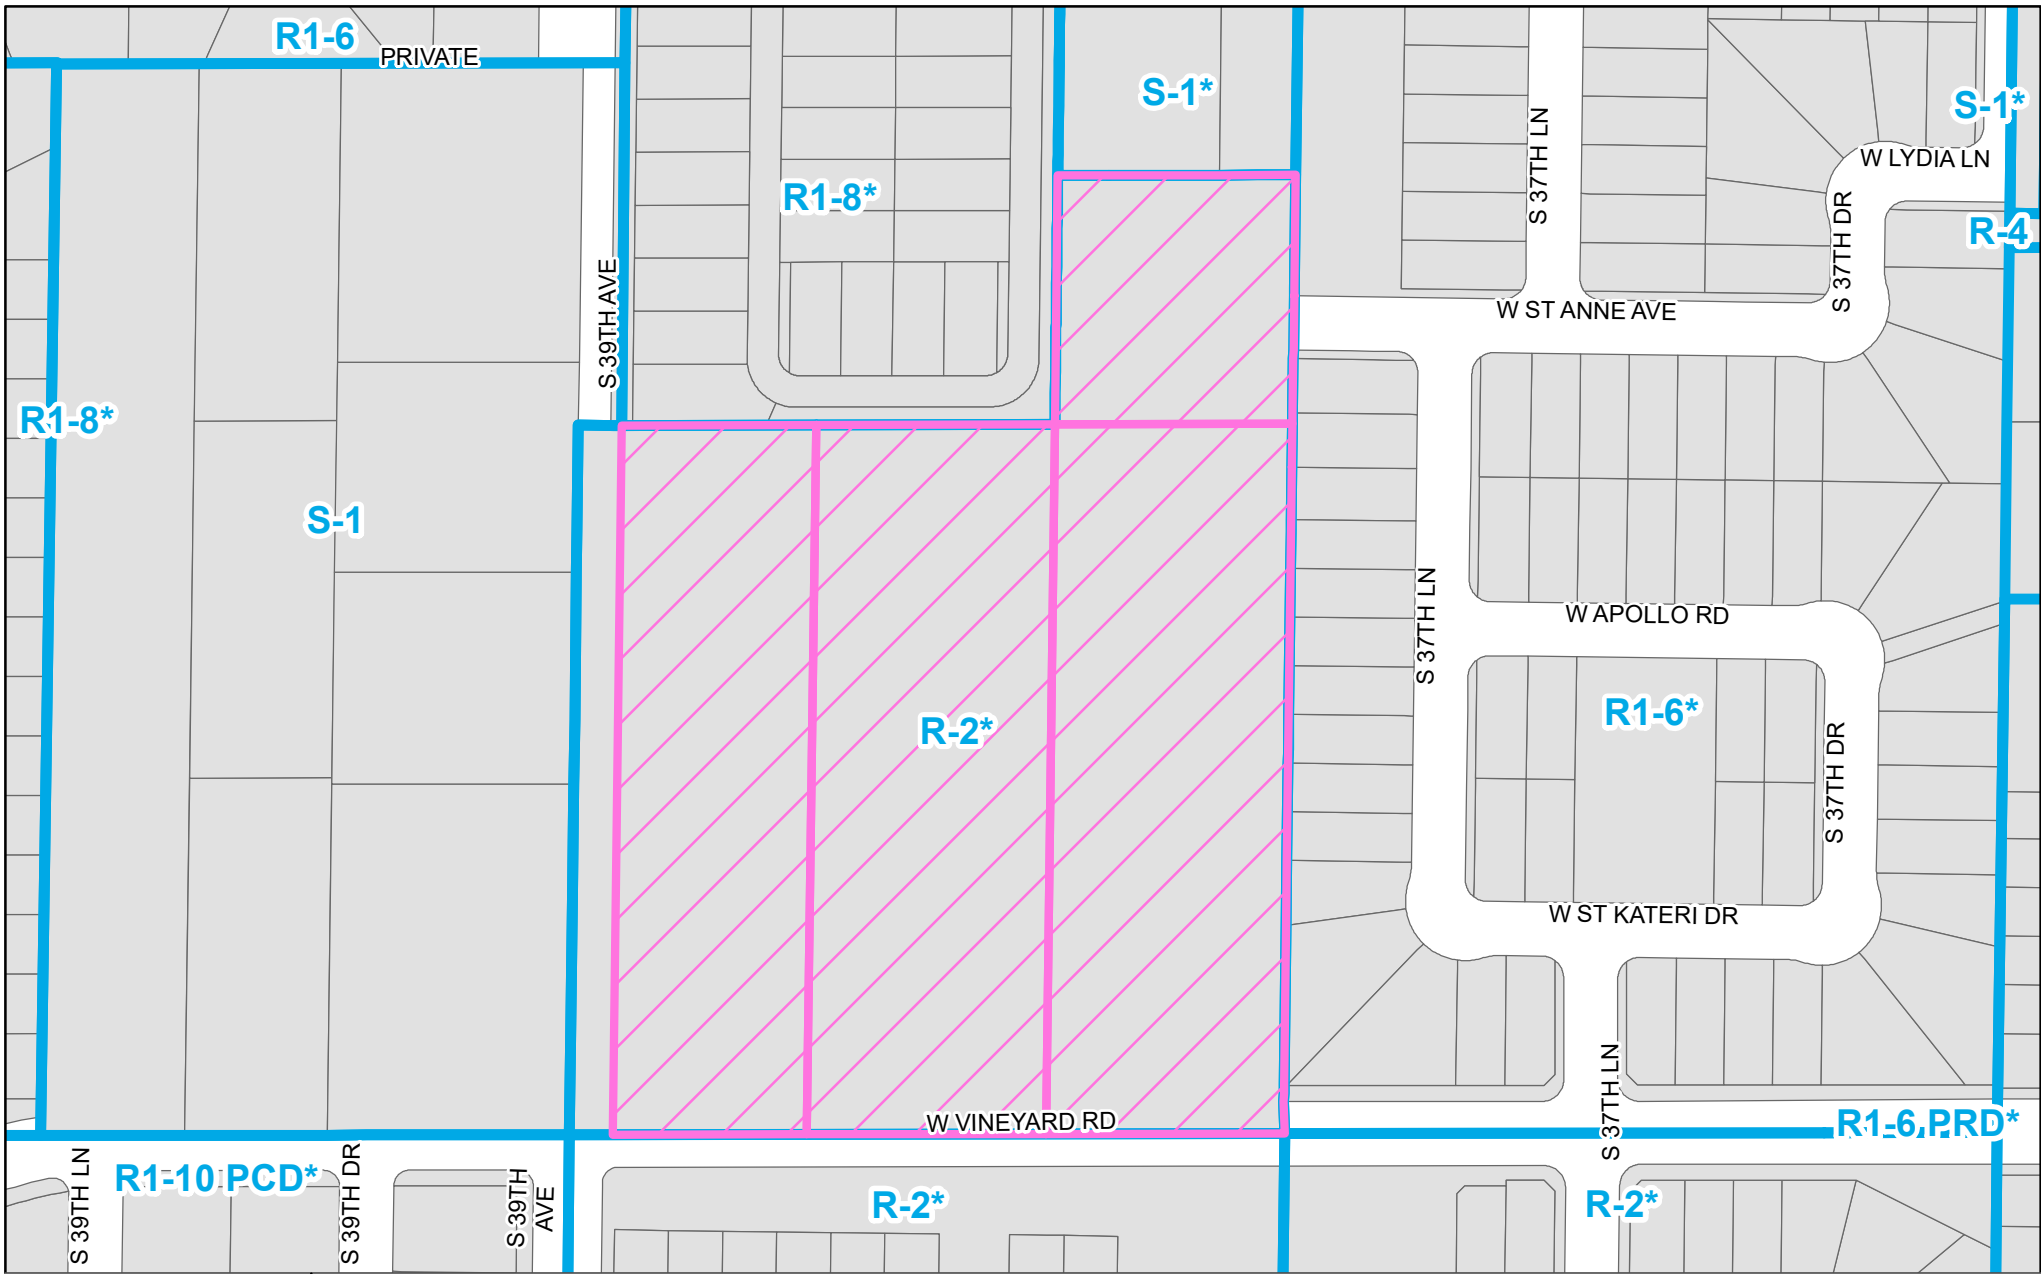 R1-6
PRIVATE
S-1*
S-1*
S 37TH LN
W LYDIA LN
R1-8*
S 37TH DR
R-4
S 39TH AVE
W ST ANNE AVE
R1-8*
S-1
S 37TH LN
W APOLLO RD
R-2*
R1-6*
S 37TH DR
W ST KATERI DR
W VINEYARD RD
S 37TH LN
R1-6 PRD*
S 39TH LN
R1-10 PCD*
S 39TH DR
S 39TH
AVE
R-2*
R-2*